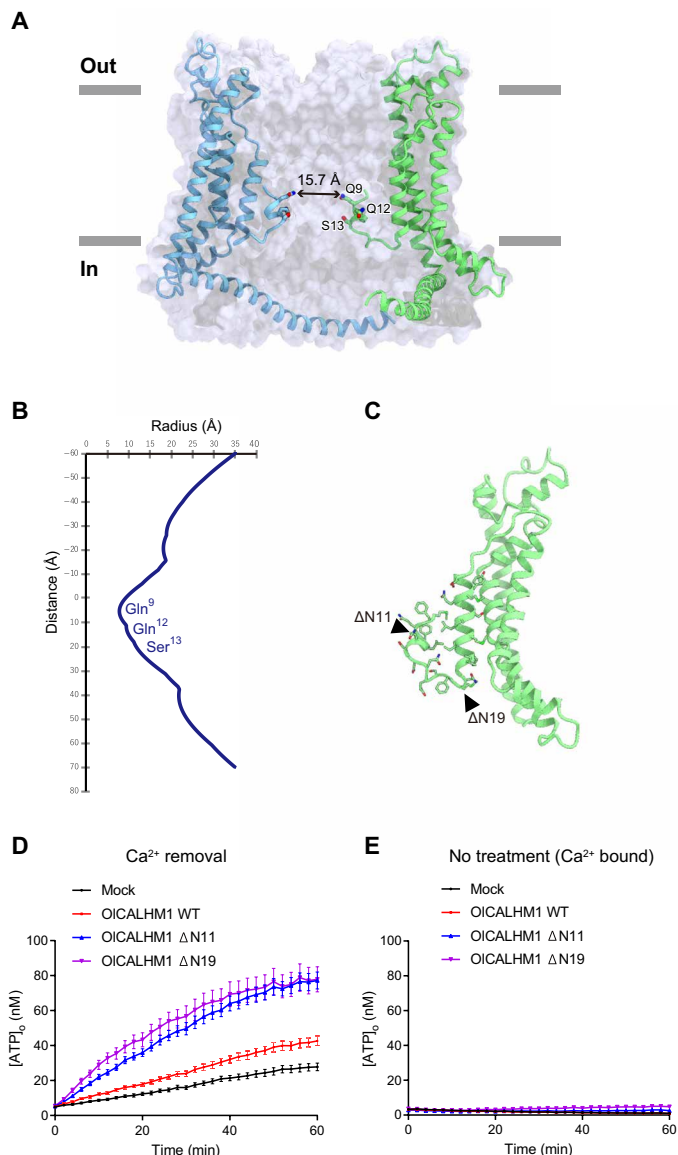 A
Out
15.7 Å
Q9
Q12
S13
In
B
Radius (Å)
0 5 10 15 20 25 30 35 40
Distance (Å)
-60
-50
-40
-30
-20
-10
0
10
20
30
40
50
60
70
80
Gln⁹
Gln¹²
Ser¹³
C
ΔN11
ΔN19
D
Ca²⁺ removal
Mock
OlCALHM1 WT
OlCALHM1 ΔN11
OlCALHM1 ΔN19
[ATP]ₒ (nM)
100
80
60
40
20
0
0 20 40 60
Time (min)
E
No treatment (Ca²⁺ bound)
Mock
OlCALHM1 WT
OlCALHM1 ΔN11
OlCALHM1 ΔN19
[ATP]ₒ (nM)
100
80
60
40
20
0
0 20 40 60
Time (min)